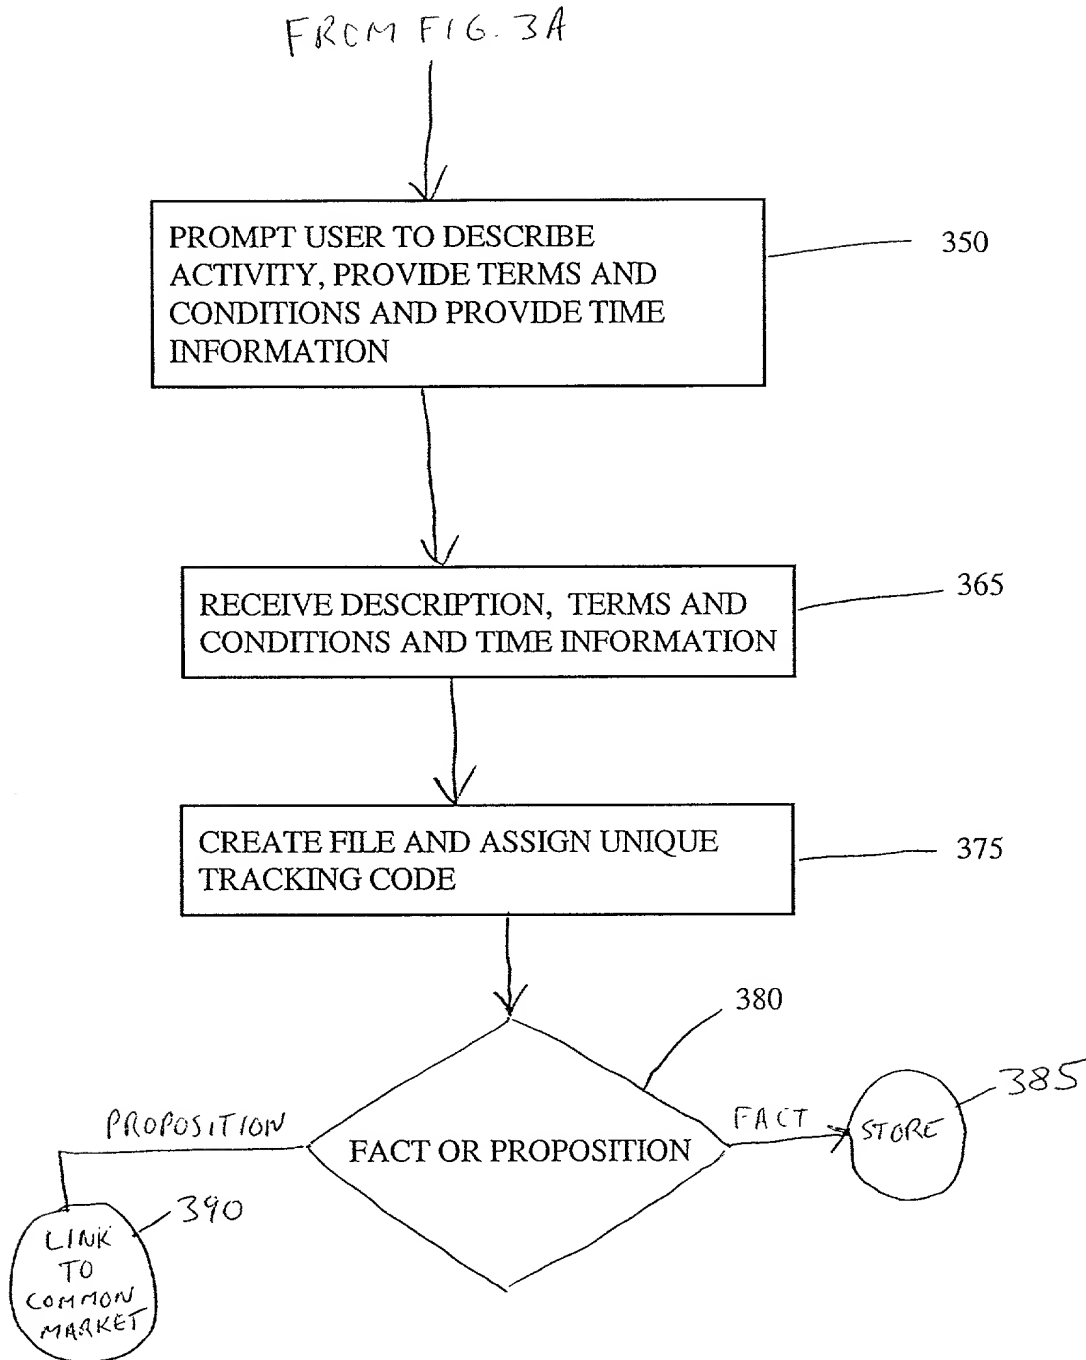 FROM FIG. 3A
PROMPT USER TO DESCRIBE
ACTIVITY, PROVIDE TERMS AND
CONDITIONS AND PROVIDE TIME
INFORMATION
350
RECEIVE DESCRIPTION, TERMS AND
CONDITIONS AND TIME INFORMATION
365
CREATE FILE AND ASSIGN UNIQUE
TRACKING CODE
375
380
385
PROPOSITION
FACT OR PROPOSITION
FACT
STORE
390
LINK
TO
COMMON
MARKET